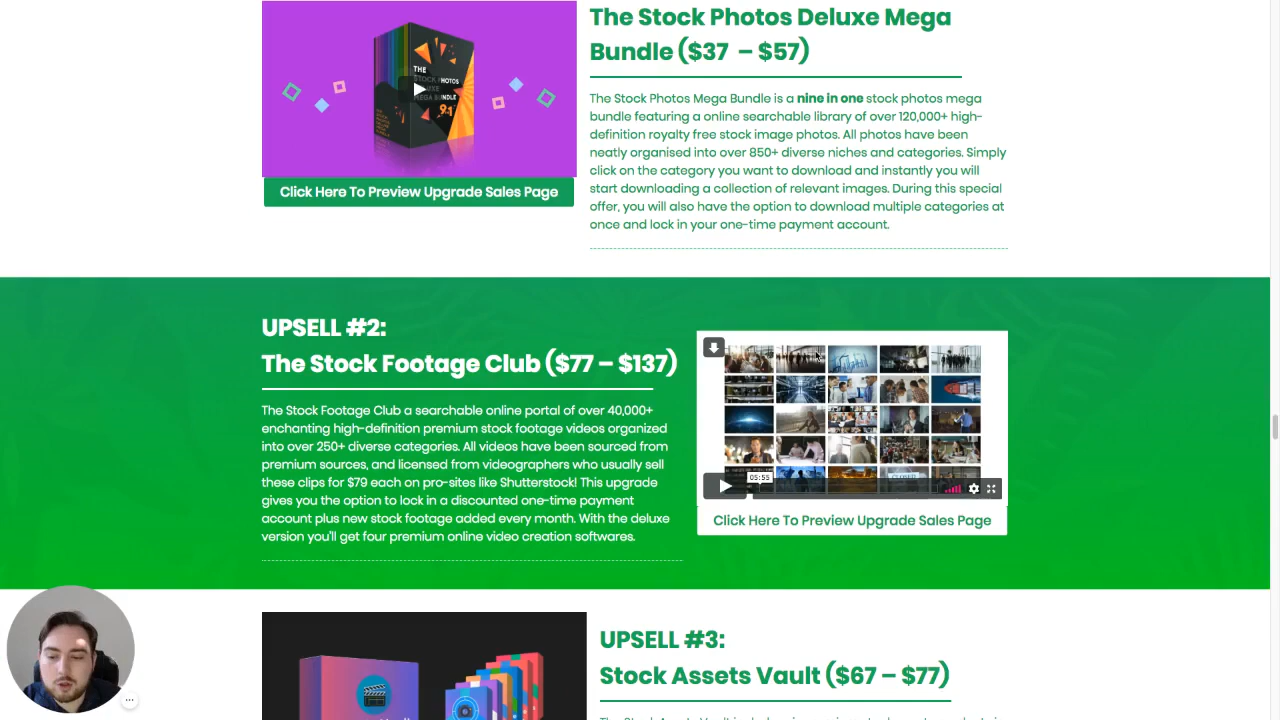 The Stock Photos Deluxe Mega
Bundle ($37 – $57)
THE
STOCK PHOTOS
DELUXE
MEGA BUNDLE
9 in 1
Click Here To Preview Upgrade Sales Page
The Stock Photos Mega Bundle is a nine in one stock photos mega
bundle featuring a online searchable library of over 120,000+ high-
definition royalty free stock image photos. All photos have been
neatly organised into over 850+ diverse niches and categories. Simply
click on the category you want to download and instantly you will
start downloading a collection of relevant images. During this special
offer, you will also have the option to download multiple categories at
once and lock in your one-time payment account.
UPSELL #2:
The Stock Footage Club ($77 – $137)
The Stock Footage Club a searchable online portal of over 40,000+
enchanting high-definition premium stock footage videos organized
into over 250+ diverse categories. All videos have been sourced from
premium sources, and licensed from videographers who usually sell
these clips for $79 each on pro-sites like Shutterstock! This upgrade
gives you the option to lock in a discounted one-time payment
account plus new stock footage added every month. With the deluxe
version you'll get four premium online video creation softwares.
05:55
Click Here To Preview Upgrade Sales Page
UPSELL #3:
Stock Assets Vault ($67 – $77)